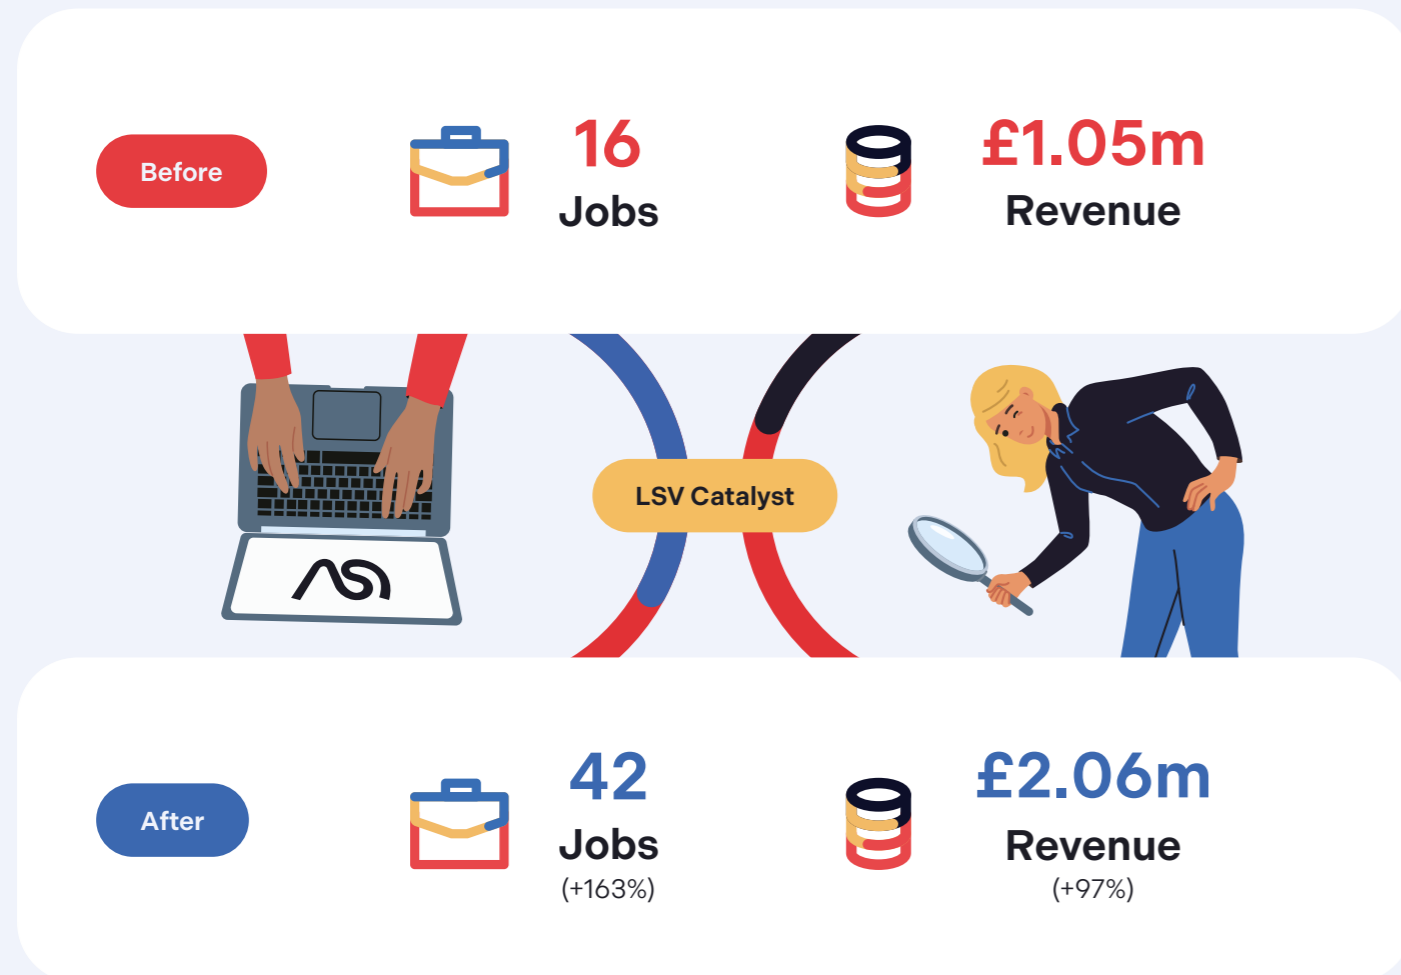 Before
16
Jobs
£1.05m
Revenue
LSV Catalyst
After
42
Jobs
(+163%)
£2.06m
Revenue
(+97%)